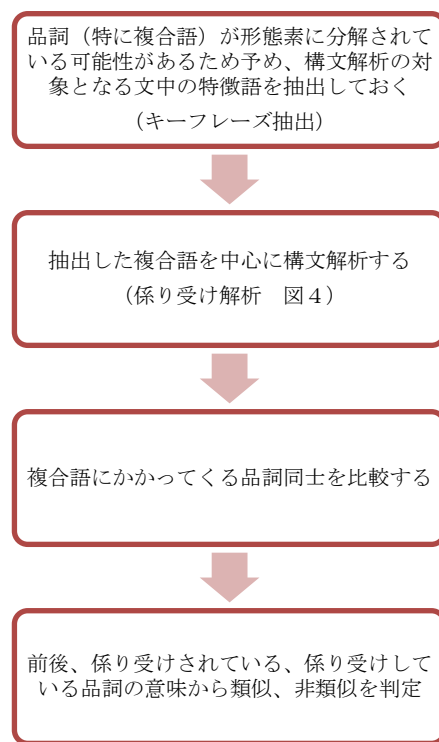 品詞（特に複合語）が形態素に分解されて
いる可能性があるため予め、構文解析の対
象となる文中の特徴語を抽出しておく
（キーフレーズ抽出）
抽出した複合語を中心に構文解析する
（係り受け解析　図４）
複合語にかかってくる品詞同士を比較する
前後、係り受けされている、係り受けして
いる品詞の意味から類似、非類似を判定